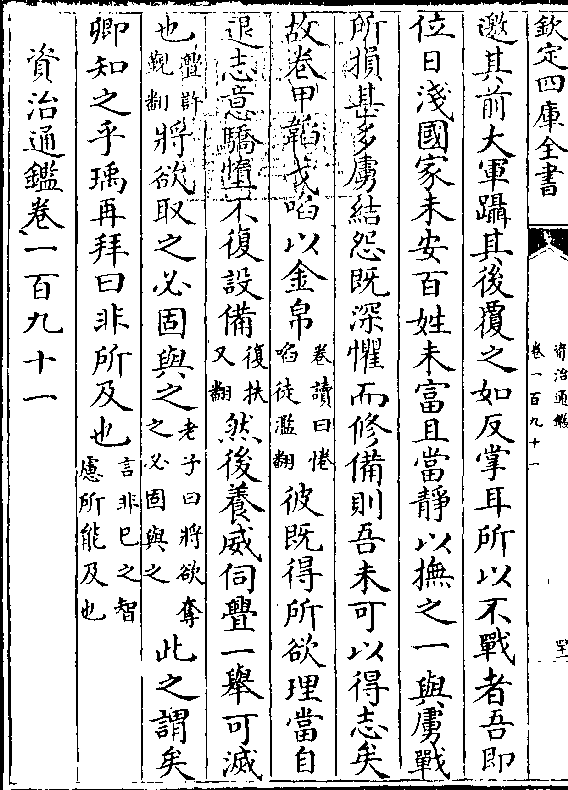 欽定四庫全書
資治通鑑
卷一百九十一
邀其前大軍躡其後覆之如反掌耳所以不戰者吾即
位日淺國家未安百姓未富且當靜以撫之一與虜戰
所損甚多虜結怨既深懼而修備則吾未可以得志矣
故卷甲韜戈啗以金帛卷讀曰捲啗徒濫翻彼既得所欲理當自
退志意驕墮不復設備復扶又翻然後養威伺釁一舉可滅
也釁許覲翻將欲取之必固與之老子曰將欲奪之必固與之此之謂矣
卿知之乎瑀再拜曰非所及也言非已之智慮所能及也
資治通鑑卷一百九十一